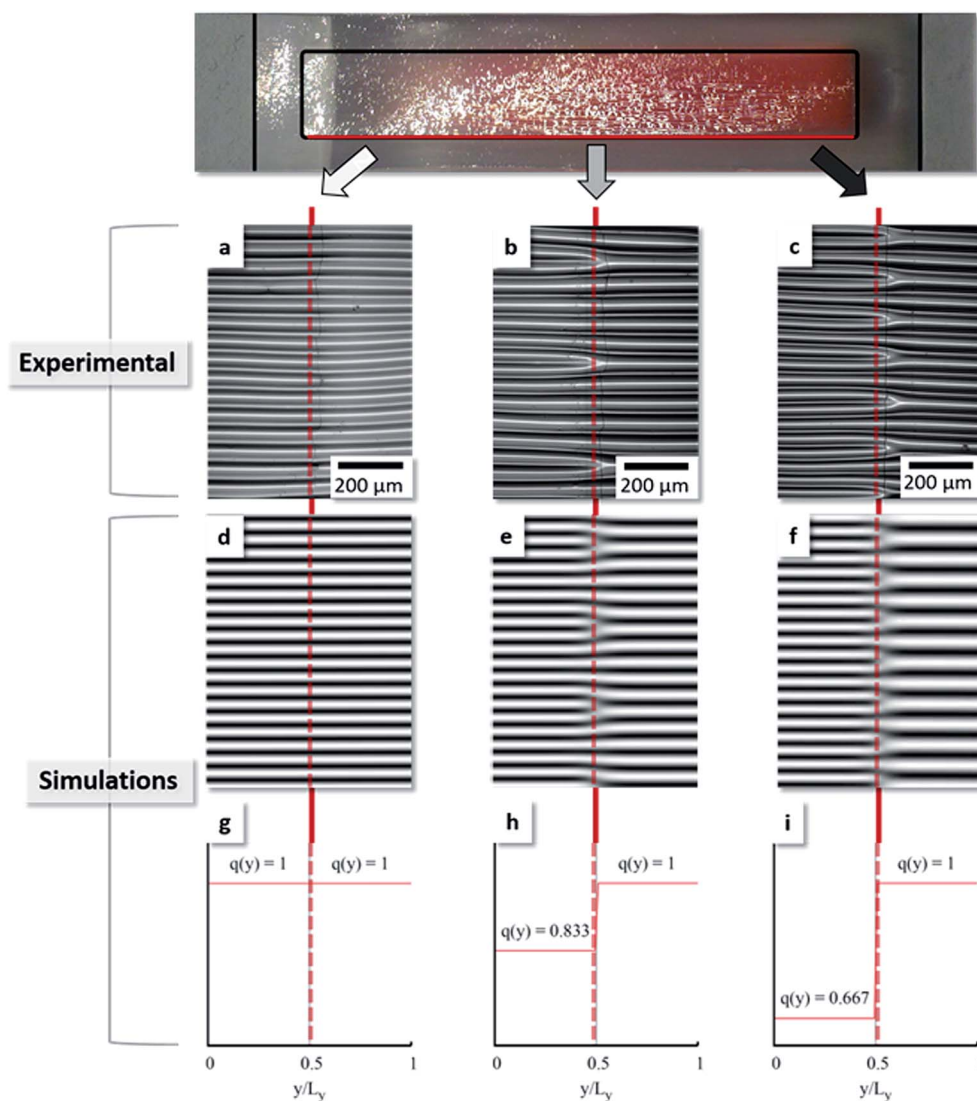 a
b
c
Experimental
200 µm
200 µm
200 µm
d
e
f
Simulations
g
h
i
q(y) = 1
q(y) = 1
q(y) = 1
q(y) = 1
q(y) = 0.833
q(y) = 0.667
0
0.5
1
0
0.5
1
0
0.5
1
y/Ly
y/Ly
y/Ly